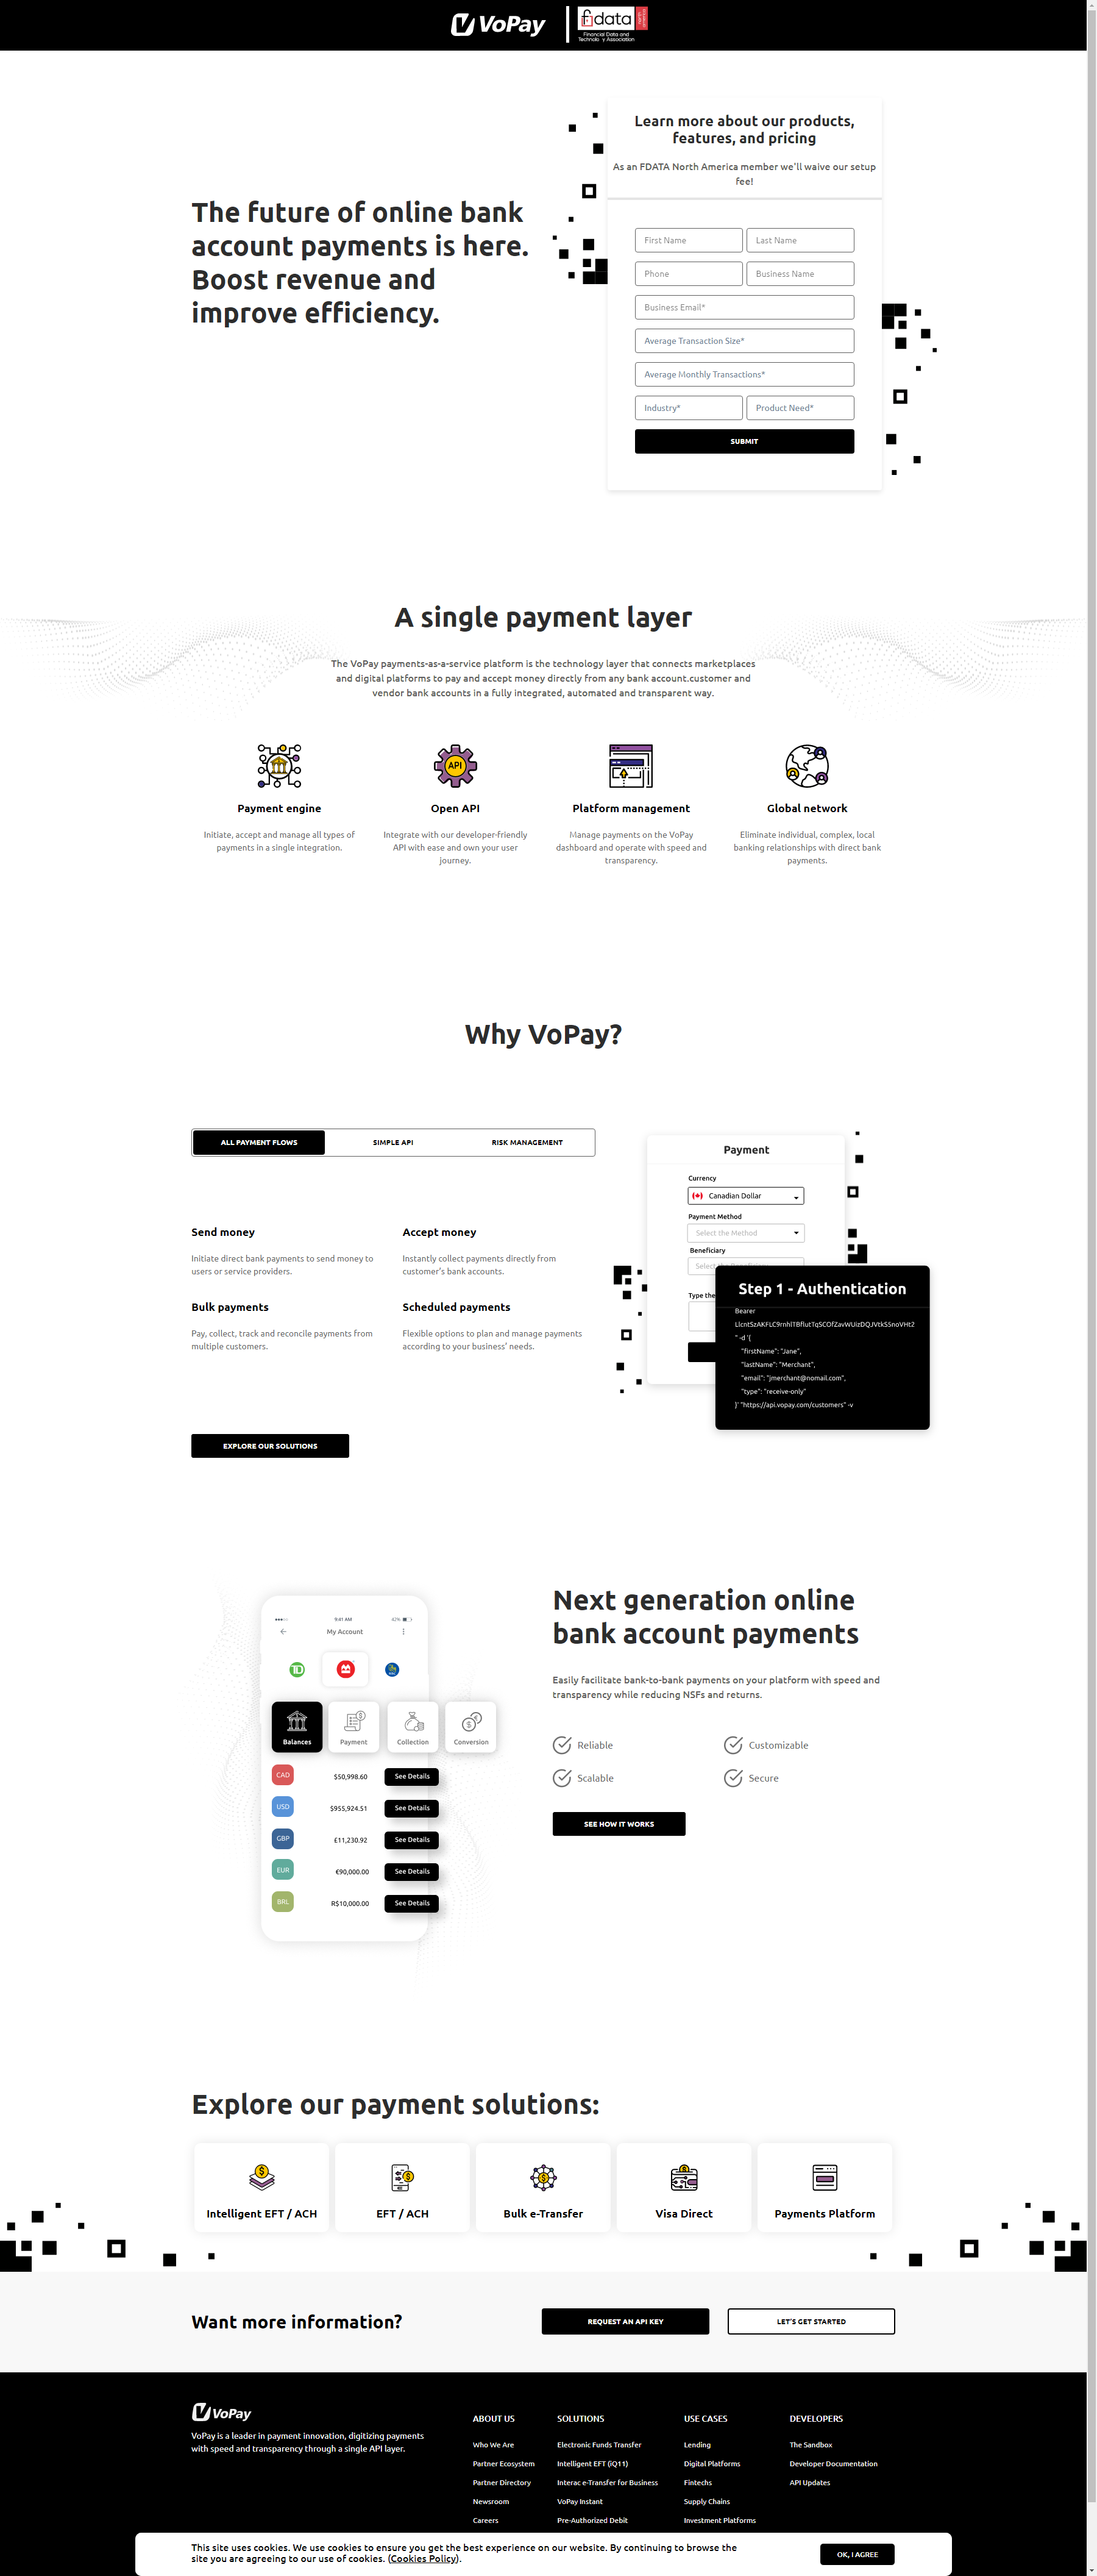 VoPay
fdata
Financial Data and
Technolo y Association
Learn more about our products,
features, and pricing
As an FDATA North America member we'll waive our setup
fee!
The future of online bank
account payments is here.
Boost revenue and
improve efficiency.
First Name
Last Name
Phone
Business Name
Business Email*
Average Transaction Size*
Average Monthly Transactions*
Industry*
Product Need*
SUBMIT
A single payment layer
The VoPay payments-as-a-service platform is the technology layer that connects marketplaces
and digital platforms to pay and accept money directly from any bank account.customer and
vendor bank accounts in a fully integrated, automated and transparent way.
API
Payment engine
Open API
Platform management
Global network
Initiate, accept and manage all types of
payments in a single integration.
Integrate with our developer-friendly
API with ease and own your user
journey.
Manage payments on the VoPay
dashboard and operate with speed and
transparency.
Eliminate individual, complex, local
banking relationships with direct bank
payments.
Why VoPay?
ALL PAYMENT FLOWS
SIMPLE API
RISK MANAGEMENT
Send money
Initiate direct bank payments to send money to
users or service providers.
Accept money
Instantly collect payments directly from
customer's bank accounts.
Bulk payments
Pay, collect, track and reconcile payments from
multiple customers.
Scheduled payments
Flexible options to plan and manage payments
according to your business' needs.
EXPLORE OUR SOLUTIONS
Payment
Currency
Canadian Dollar
Payment Method
Select the Method
Beneficiary
Type the
Step 1 - Authentication
Bearer
" -d '{
"firstName": "Jane",
"lastName": "Merchant",
"email": "jmerchant@nomail.com",
"type": "receive-only"
}' "https://api.vopay.com/customers" -v
9:41 AM
42%
My Account
TD
Balances
Payment
Collection
Conversion
CAD
$50,998.60
See Details
USD
$955,924.51
See Details
GBP
£11,230.92
See Details
EUR
€90,000.00
See Details
BRL
R$10,000.00
See Details
Next generation online
bank account payments
Easily facilitate bank-to-bank payments on your platform with speed and
transparency while reducing NSFs and returns.
Reliable
Customizable
Scalable
Secure
SEE HOW IT WORKS
Explore our payment solutions:
Intelligent EFT / ACH
EFT / ACH
Bulk e-Transfer
Visa Direct
Payments Platform
Want more information?
REQUEST AN API KEY
LET'S GET STARTED
VoPay
VoPay is a leader in payment innovation, digitizing payments
with speed and transparency through a single API layer.
ABOUT US
Who We Are
Partner Ecosystem
Partner Directory
Newsroom
Careers
SOLUTIONS
Electronic Funds Transfer
Intelligent EFT (iQ11)
Interac e-Transfer for Business
VoPay Instant
Pre-Authorized Debit
USE CASES
Lending
Digital Platforms
Fintechs
Supply Chains
Investment Platforms
DEVELOPERS
The Sandbox
Developer Documentation
API Updates
This site uses cookies. We use cookies to ensure you get the best experience on our website. By continuing to browse the
site you are agreeing to our use of cookies. (Cookies Policy).
OK, I AGREE